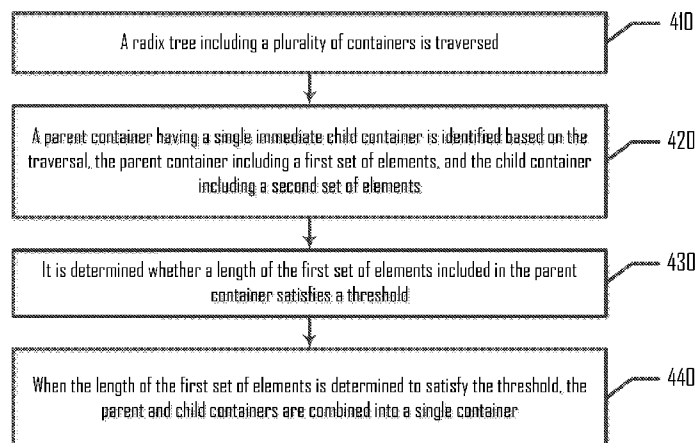 A radix tree including a plurality of containers is traversed
410
A parent container having a single immediate child container is identified based on the
traversal, the parent container including a first set of elements, and the child container
including a second set of elements
420
It is determined whether a length of the first set of elements included in the parent
container satisfies a threshold
430
When the length of the first set of elements is determined to satisfy the threshold, the
parent and child containers are combined into a single container
440